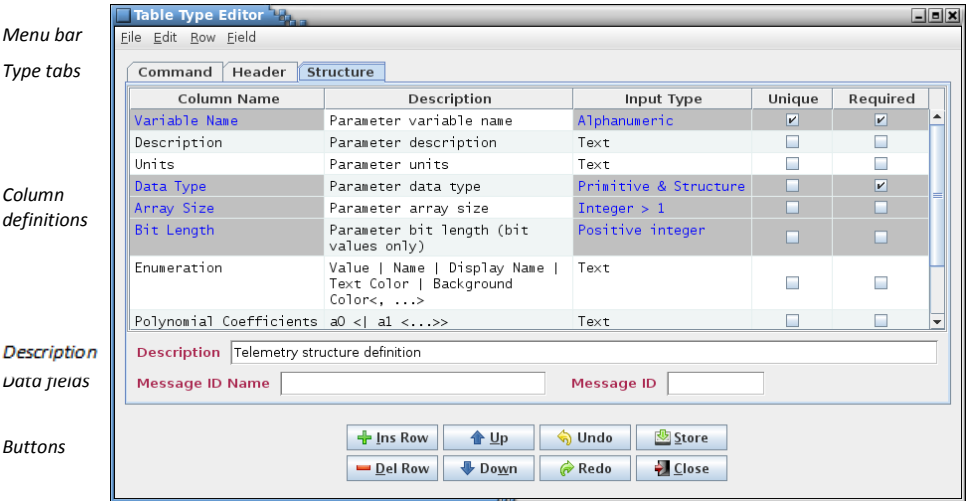 Table Type Editor
Menu bar
File Edit Row Field
Type tabs
Command Header Structure
Column Name Description Input Type Unique Required
Variable Name Parameter variable name Alphanumeric
Description Parameter description Text
Units Parameter units Text
Column
definitions
Data Type Parameter data type Primitive & Structure
Array Size Parameter array size Integer > 1
Bit Length Parameter bit length (bit
values only) Positive integer
Enumeration Value | Name | Display Name | Text
Text Color | Background
Color<, ...>
Polynomial Coefficients a0 <| a1 <...>> Text
Description
Description Telemetry structure definition
Data fields
Message ID Name Message ID
Buttons
Ins Row Up Undo Store
Del Row Down Redo Close